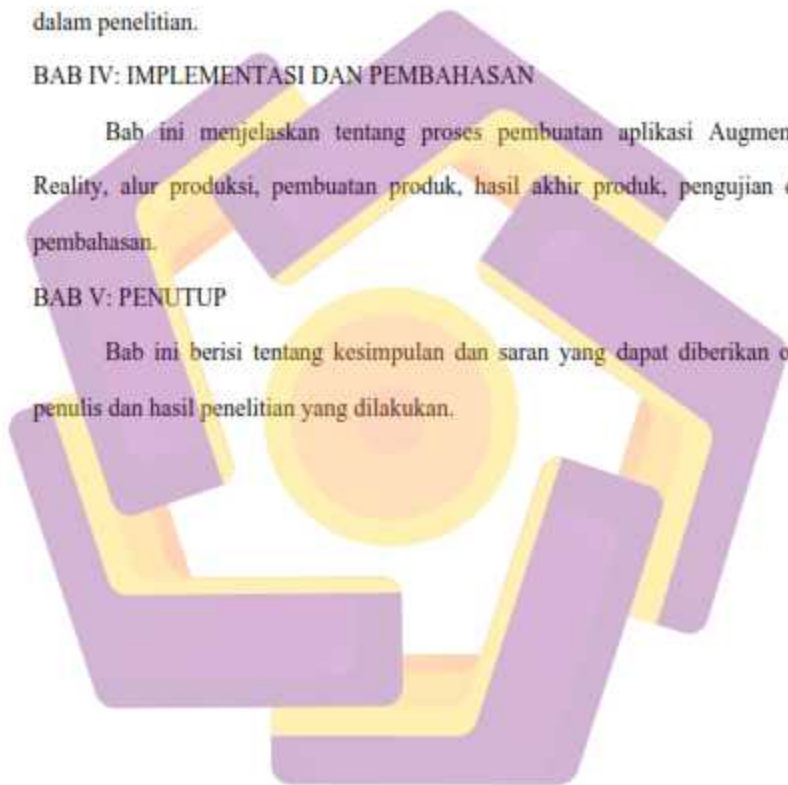 dalam penelitian.
BAB IV: IMPLEMENTASI DAN PEMBAHASAN
Bab ini menjelaskan tentang proses pembuatan aplikasi Augmen
Reality, alur produksi, pembuatan produk, hasil akhir produk, pengujian
pembahasan.
BAB V: PENUTUP
Bab ini berisi tentang kesimpulan dan saran yang dapat diberikan
penulis dan hasil penelitian yang dilakukan.